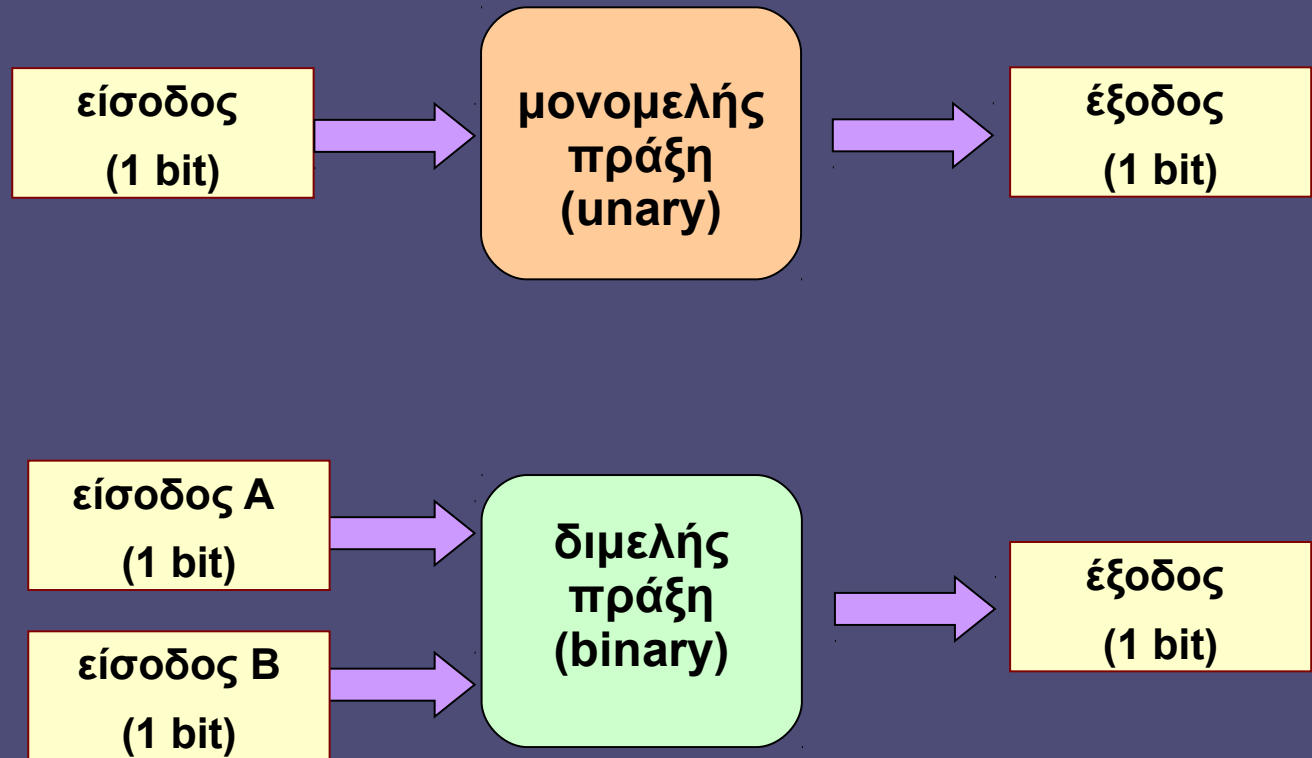 είσοδος
(1 bit)
μονομελής
πράξη
(unary)
έξοδος
(1 bit)
είσοδος A
(1 bit)
είσοδος B
(1 bit)
διμελής
πράξη
(binary)
έξοδος
(1 bit)